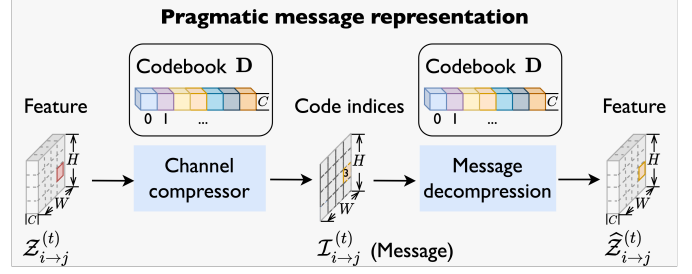 Pragmatic message representation
Codebook D
C
0 1 ...
Codebook D
C
0 1 ...
Feature
Code indices
Feature
H
W
|C|
Channel
compressor
3
H
W
Message
decompression
H
W
|C|
𝒵_{i→j}^{(t)}
ℐ_{i→j}^{(t)} (Message)
𝒵̂_{i→j}^{(t)}